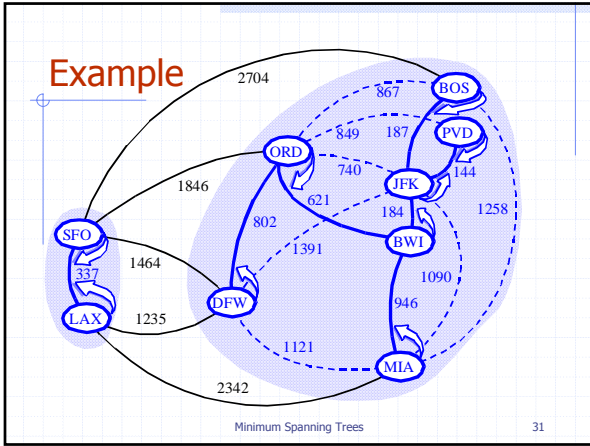 Example
2704
867
BOS
849
187
PVD
ORD
740
144
JFK
1846
621
184
1258
802
SFO
1391
BWI
1464
337
1090
DFW
946
LAX
1235
1121
MIA
2342
Minimum Spanning Trees
31